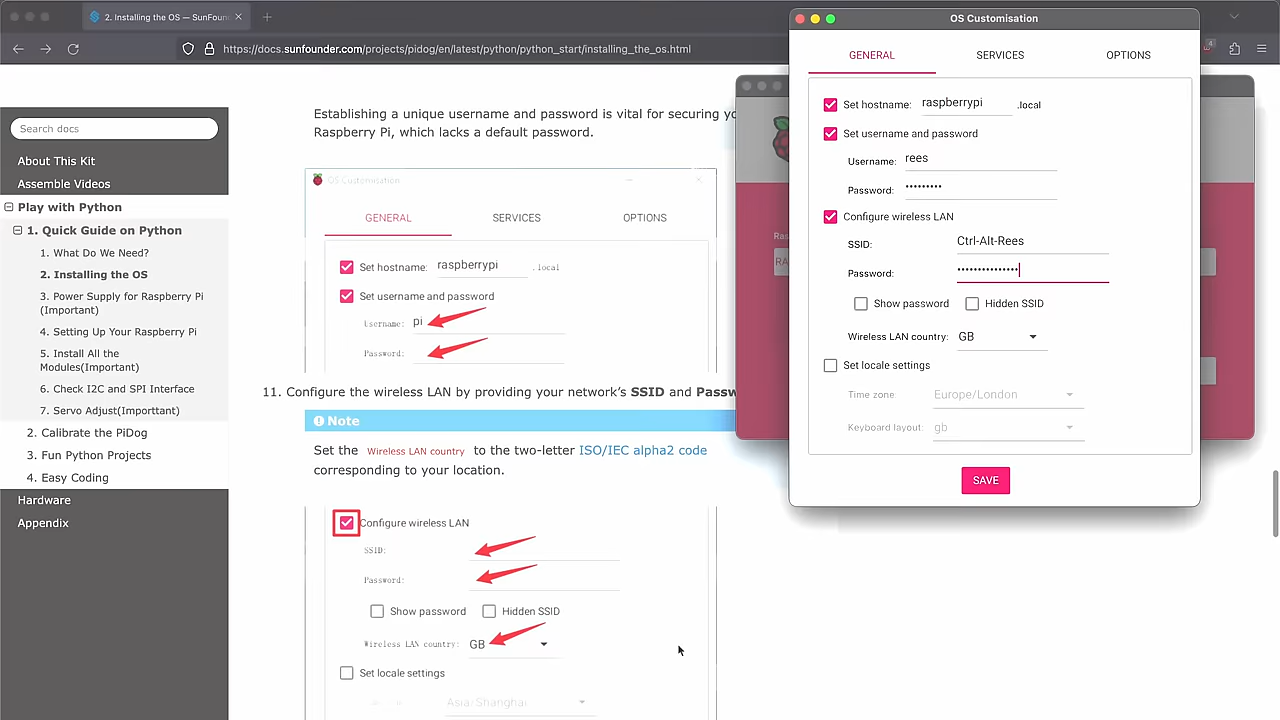 2. Installing the OS — SunFoun
https://docs.sunfounder.com/projects/pidog/en/latest/python/python_start/installing_the_os.html
4
Search docs
About This Kit
Assemble Videos
Play with Python
1. Quick Guide on Python
1. What Do We Need?
2. Installing the OS
3. Power Supply for Raspberry Pi
(Important)
4. Setting Up Your Raspberry Pi
5. Install All the
Modules(Important)
6. Check I2C and SPI Interface
7. Servo Adjust(Importtant)
2. Calibrate the PiDog
3. Fun Python Projects
4. Easy Coding
Hardware
Appendix
Establishing a unique username and password is vital for securing yo
Raspberry Pi, which lacks a default password.
OS Customisation
GENERAL SERVICES OPTIONS
Set hostname: raspberrypi .local
Set username and password
Username: pi
Password:
11. Configure the wireless LAN by providing your network's SSID and Passw
Note
Set the Wireless LAN country to the two-letter ISO/IEC alpha2 code
corresponding to your location.
Configure wireless LAN
SSID:
Password:
Show password Hidden SSID
Wireless LAN country: GB
Set locale settings
Asia/Shanghai
OS Customisation
GENERAL SERVICES OPTIONS
Set hostname: raspberrypi .local
Set username and password
Username: rees
Password: •••••••••
Configure wireless LAN
SSID: Ctrl-Alt-Rees
Password: •••••••••••••••
Show password Hidden SSID
Wireless LAN country: GB
Set locale settings
Time zone: Europe/London
Keyboard layout: gb
SAVE
Ras
RA